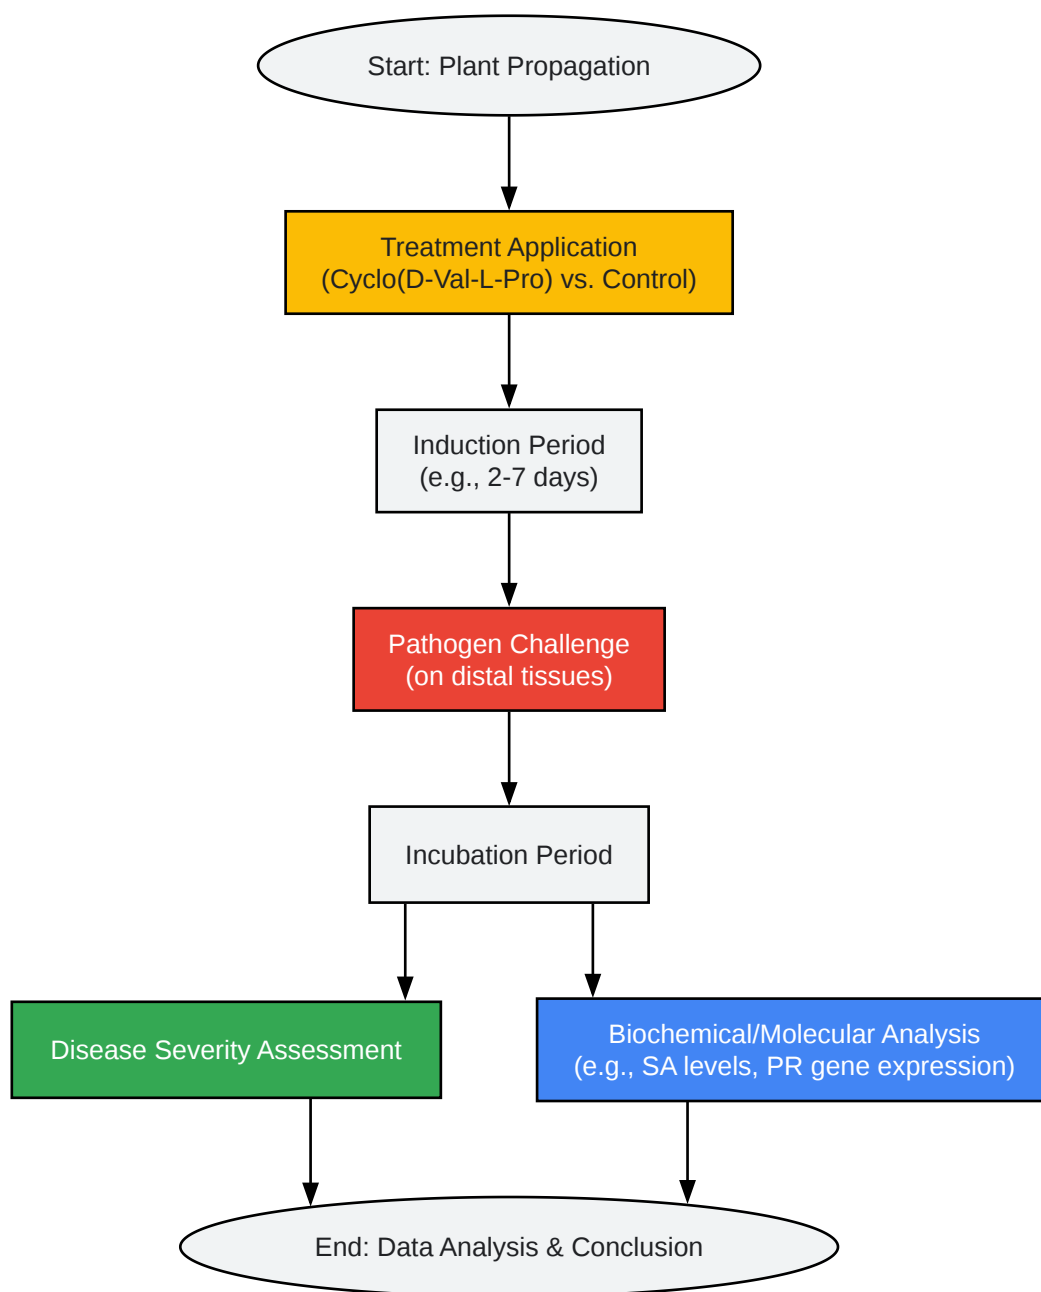 Start: Plant Propagation
Treatment Application
(Cyclo(D-Val-L-Pro) vs. Control)
Induction Period
(e.g., 2-7 days)
Pathogen Challenge
(on distal tissues)
Incubation Period
Disease Severity Assessment
Biochemical/Molecular Analysis
(e.g., SA levels, PR gene expression)
End: Data Analysis & Conclusion